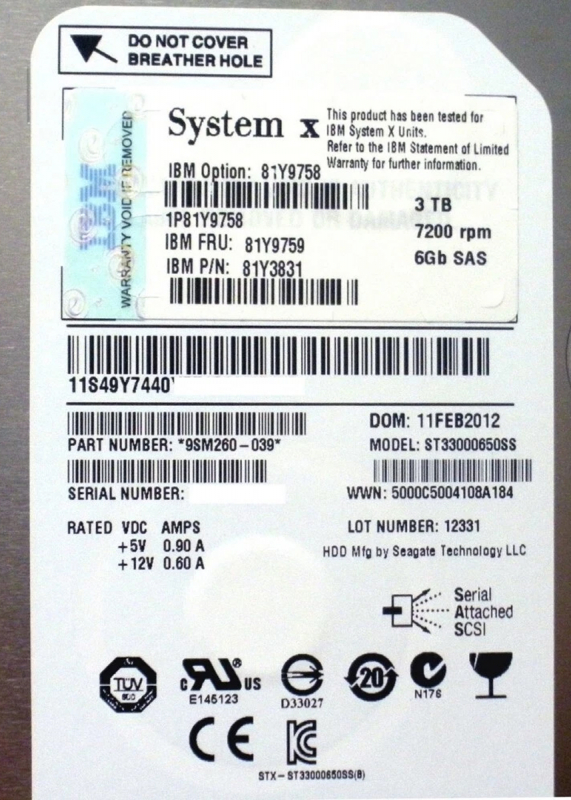 DO NOT COVER
BREATHER HOLE
WARRANTY VOID IF REMOVED
IBM
System x
This product has been tested for
IBM System X Units.
Refer to the IBM Statement of Limited
Warranty for further information.
IBM Option: 81Y9758
1P81Y9758
IBM FRU: 81Y9759
IBM P/N: 81Y3831
3 TB
7200 rpm
6Gb SAS
11S49Y7440
PART NUMBER: *9SM260-039*
SERIAL NUMBER:
DOM: 11FEB2012
MODEL: ST33000650SS
WWN: 5000C5004108A184
RATED VDC AMPS
+5V 0.90 A
+12V 0.60 A
LOT NUMBER: 12331
HDD Mfg by Seagate Technology LLC
Serial
Attached
SCSI
TUV
c RU ® US
E145123
D33027
20
N176
CE
STX-ST33000650SS(B)